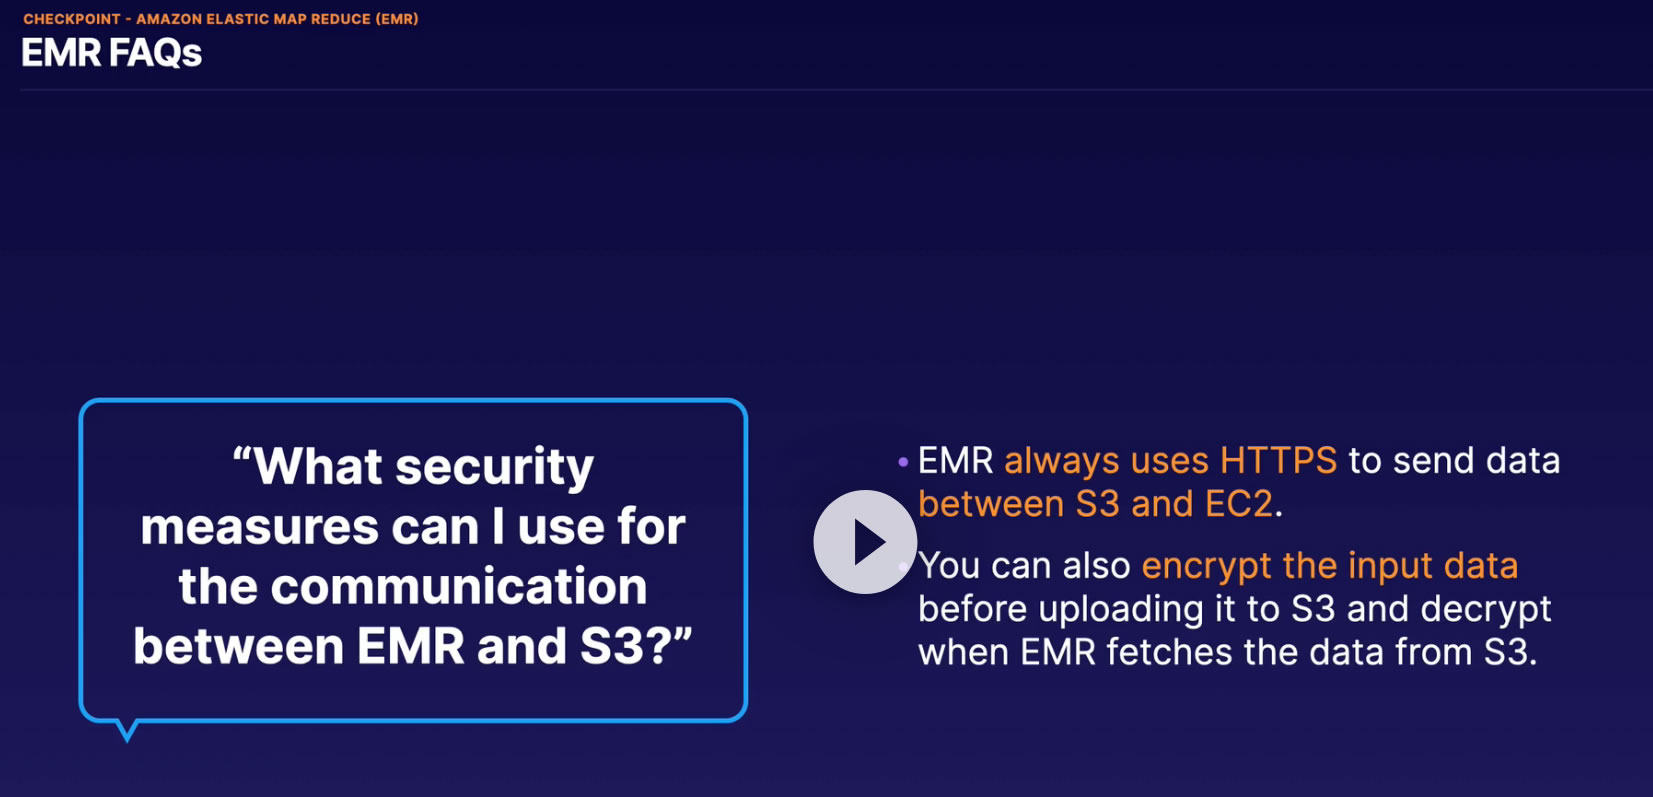 CHECKPOINT - AMAZON ELASTIC MAP REDUCE (EMR)
EMR FAQs
“What security
measures can I use for
the communication
between EMR and S3?”
• EMR always uses HTTPS to send data
between S3 and EC2.
• You can also encrypt the input data
before uploading it to S3 and decrypt
when EMR fetches the data from S3.